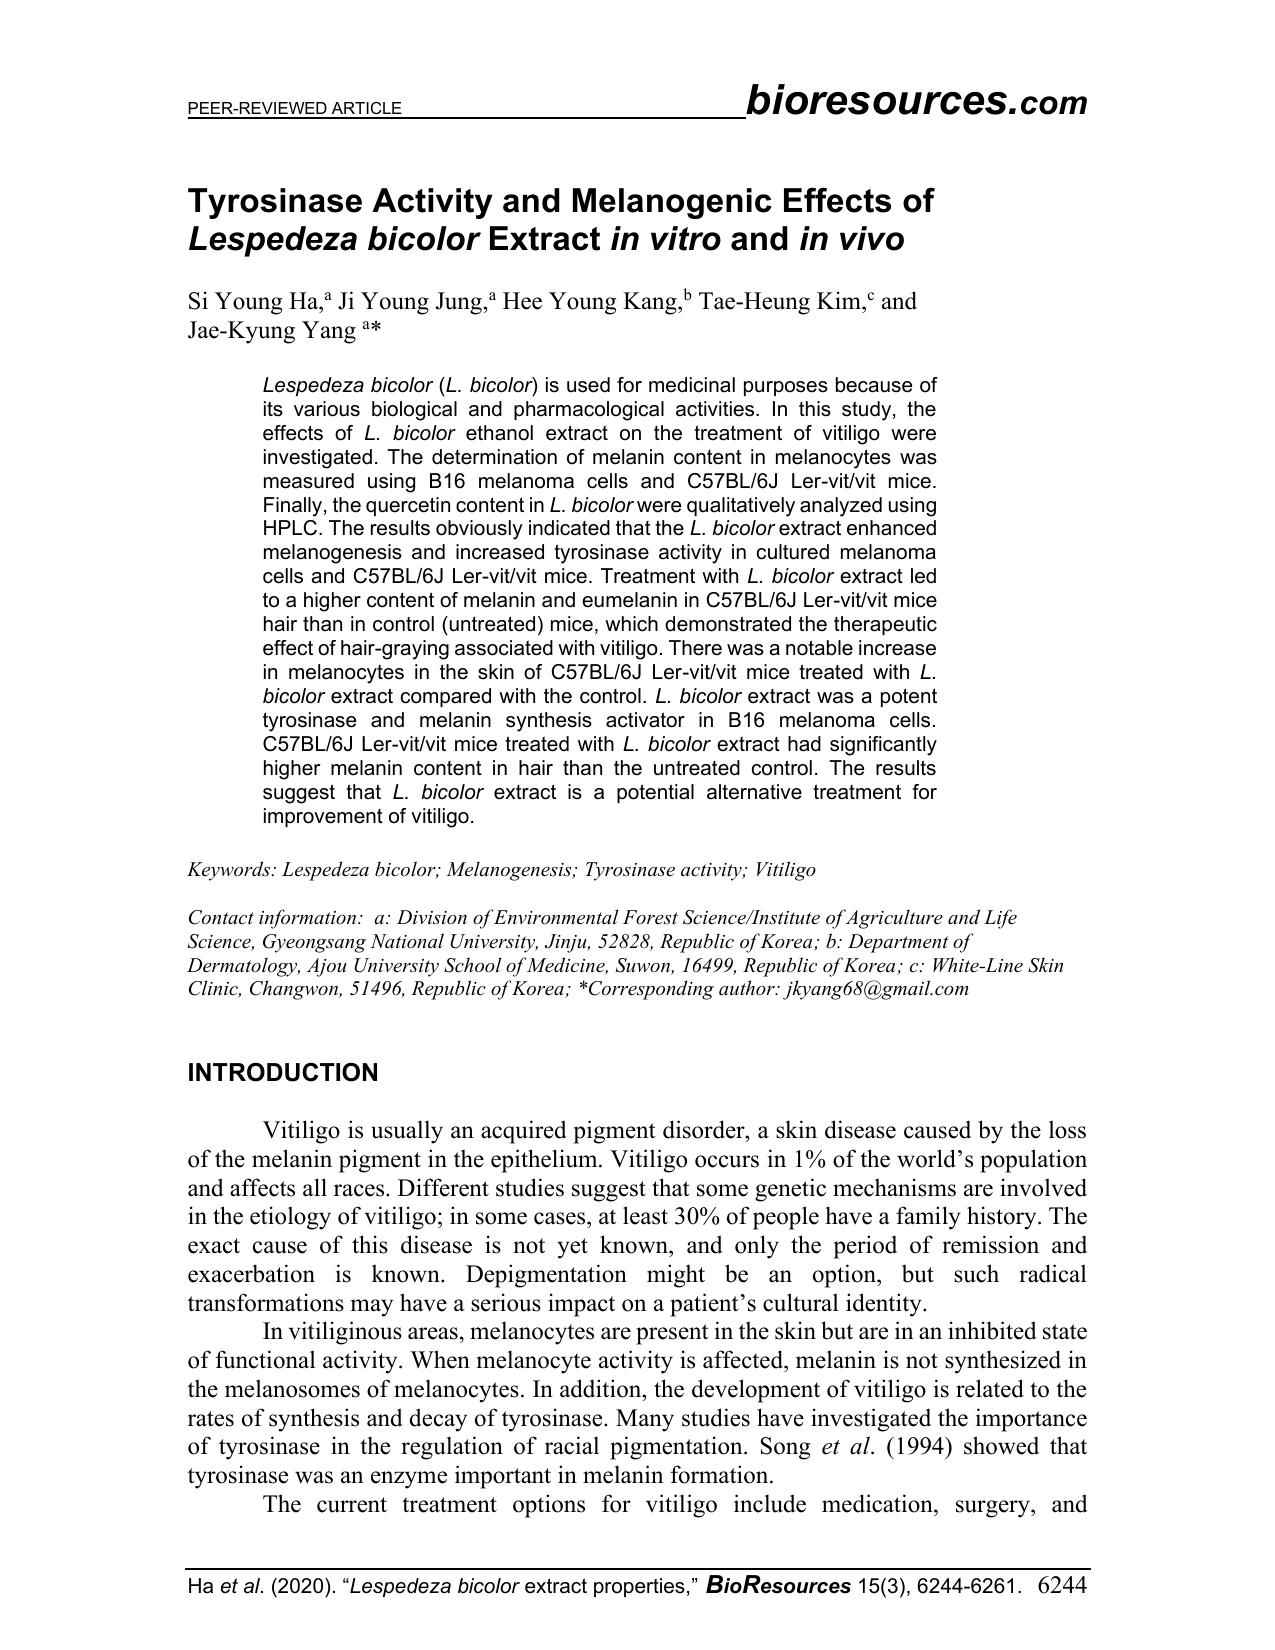 PEER-REVIEWED ARTICLE bioresources.com
Tyrosinase Activity and Melanogenic Effects of
Lespedeza bicolor Extract in vitro and in vivo
Si Young Ha,a Ji Young Jung,a Hee Young Kang,b Tae-Heung Kim,c and
Jae-Kyung Yang a*
Lespedeza bicolor (L. bicolor) is used for medicinal purposes because of
its various biological and pharmacological activities. In this study, the
effects of L. bicolor ethanol extract on the treatment of vitiligo were
investigated. The determination of melanin content in melanocytes was
measured using B16 melanoma cells and C57BL/6J Ler-vit/vit mice.
Finally, the quercetin content in L. bicolor were qualitatively analyzed using
HPLC. The results obviously indicated that the L. bicolor extract enhanced
melanogenesis and increased tyrosinase activity in cultured melanoma
cells and C57BL/6J Ler-vit/vit mice. Treatment with L. bicolor extract led
to a higher content of melanin and eumelanin in C57BL/6J Ler-vit/vit mice
hair than in control (untreated) mice, which demonstrated the therapeutic
effect of hair-graying associated with vitiligo. There was a notable increase
in melanocytes in the skin of C57BL/6J Ler-vit/vit mice treated with L.
bicolor extract compared with the control. L. bicolor extract was a potent
tyrosinase and melanin synthesis activator in B16 melanoma cells.
C57BL/6J Ler-vit/vit mice treated with L. bicolor extract had significantly
higher melanin content in hair than the untreated control. The results
suggest that L. bicolor extract is a potential alternative treatment for
improvement of vitiligo.
Keywords: Lespedeza bicolor; Melanogenesis; Tyrosinase activity; Vitiligo
Contact information: a: Division of Environmental Forest Science/Institute of Agriculture and Life
Science, Gyeongsang National University, Jinju, 52828, Republic of Korea; b: Department of
Dermatology, Ajou University School of Medicine, Suwon, 16499, Republic of Korea; c: White-Line Skin
Clinic, Changwon, 51496, Republic of Korea; *Corresponding author: jkyang68@gmail.com
INTRODUCTION
Vitiligo is usually an acquired pigment disorder, a skin disease caused by the loss
of the melanin pigment in the epithelium. Vitiligo occurs in 1% of the world’s population
and affects all races. Different studies suggest that some genetic mechanisms are involved
in the etiology of vitiligo; in some cases, at least 30% of people have a family history. The
exact cause of this disease is not yet known, and only the period of remission and
exacerbation is known. Depigmentation might be an option, but such radical
transformations may have a serious impact on a patient’s cultural identity.
In vitiliginous areas, melanocytes are present in the skin but are in an inhibited state
of functional activity. When melanocyte activity is affected, melanin is not synthesized in
the melanosomes of melanocytes. In addition, the development of vitiligo is related to the
rates of synthesis and decay of tyrosinase. Many studies have investigated the importance
of tyrosinase in the regulation of racial pigmentation. Song et al. (1994) showed that
tyrosinase was an enzyme important in melanin formation.
The current treatment options for vitiligo include medication, surgery, and
Ha et al. (2020). “Lespedeza bicolor extract properties,” BioResources 15(3), 6244-6261. 6244